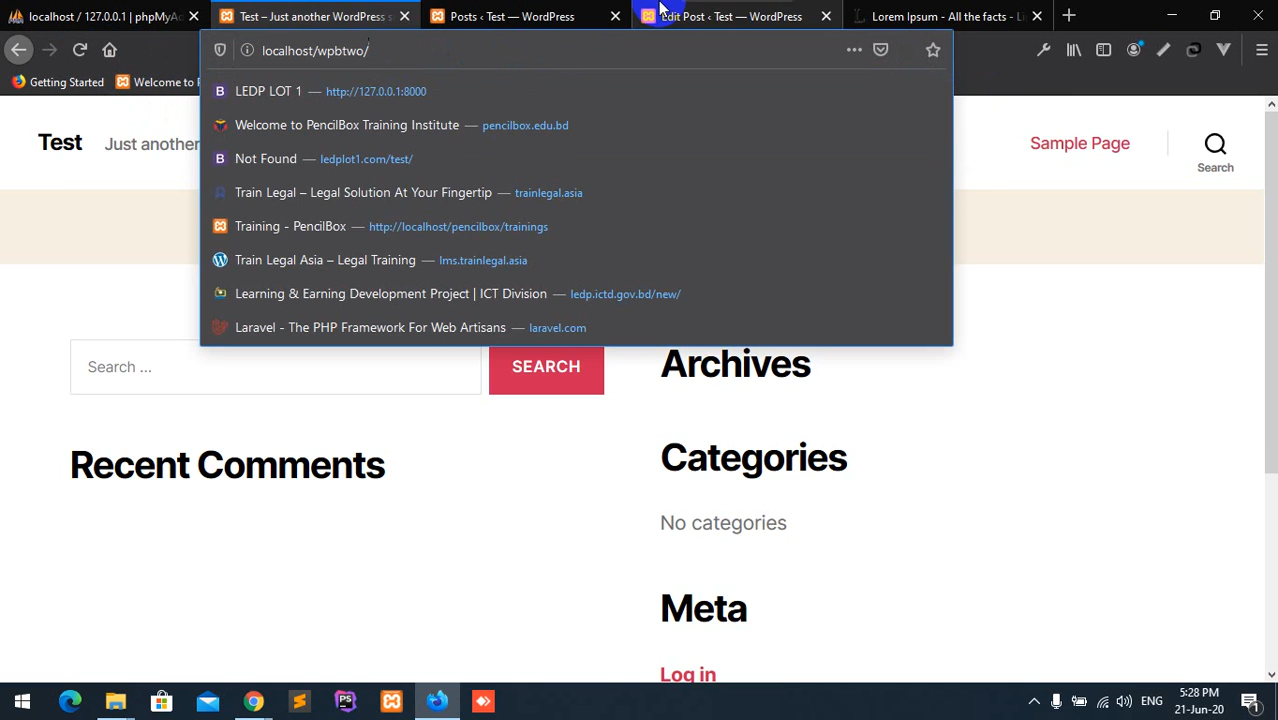 localhost / 127.0.0.1 | phpMyAd
Test – Just another WordPress s
Posts ‹ Test — WordPress
Edit Post ‹ Test — WordPress
Lorem Ipsum - All the facts - Li
localhost/wpbtwo/
Getting Started
Welcome to P
LEDP LOT 1 — http://127.0.0.1:8000
Welcome to PencilBox Training Institute — pencilbox.edu.bd
Not Found — ledplot1.com/test/
Train Legal – Legal Solution At Your Fingertip — trainlegal.asia
Training - PencilBox — http://localhost/pencilbox/trainings
Train Legal Asia – Legal Training — lms.trainlegal.asia
Learning & Earning Development Project | ICT Division — ledp.ictd.gov.bd/new/
Laravel - The PHP Framework For Web Artisans — laravel.com
Test
Just another
Sample Page
Search
Search …
SEARCH
Archives
Recent Comments
Categories
No categories
Meta
Log in
ENG
5:28 PM
21-Jun-20